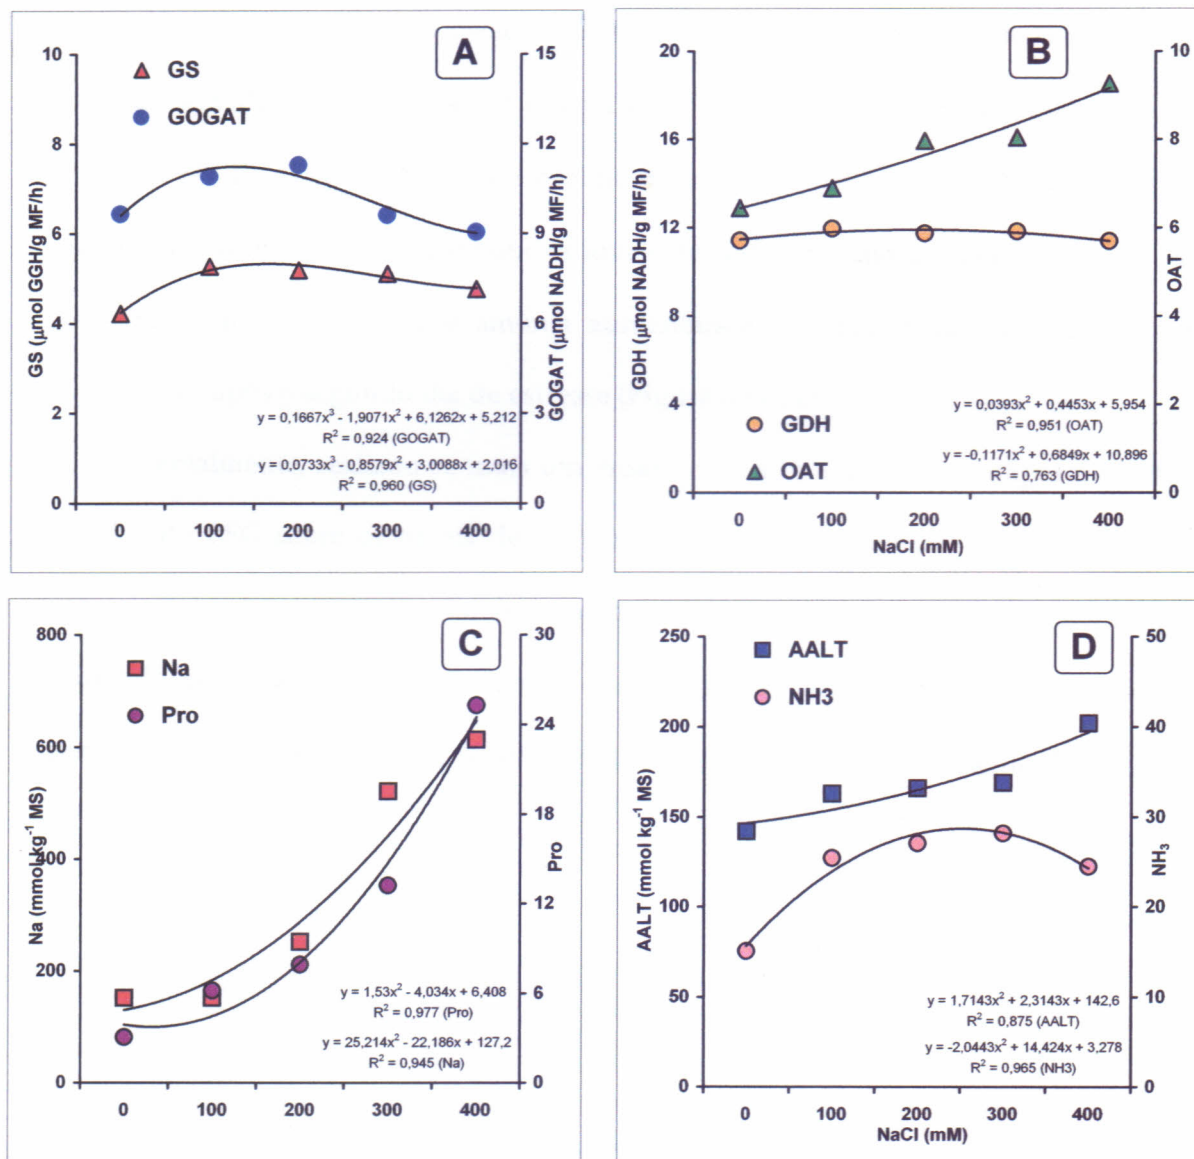 A
GS
GOGAT
10
8
6
4
2
0
GS (µmol GGH/g MF/h)
15
12
9
6
3
0
GOGAT (µmol NADH/g MF/h)
y = 0,1667x³ - 1,9071x² + 6,1262x + 5,212
R² = 0,924 (GOGAT)
y = 0,0733x³ - 0,8579x² + 3,0088x + 2,016
R² = 0,960 (GS)
0 100 200 300 400
B
20
16
12
8
4
0
GDH (µmol NADH/g MF/h)
10
8
6
4
2
0
OAT
GDH
OAT
y = 0,0393x² + 0,4453x + 5,954
R² = 0,951 (OAT)
y = -0,1171x² + 0,6849x + 10,896
R² = 0,763 (GDH)
0 100 200 300 400
NaCl (mM)
C
Na
Pro
800
600
400
200
0
Na (mmol kg⁻¹ MS)
30
24
18
12
6
0
Pro
y = 1,53x² - 4,034x + 6,408
R² = 0,977 (Pro)
y = 25,214x² - 22,186x + 127,2
R² = 0,945 (Na)
0 100 200 300 400
D
AALT
NH3
250
200
150
100
50
0
AALT (mmol kg⁻¹ MS)
50
40
30
20
10
0
NH₃
y = 1,7143x² + 2,3143x + 142,6
R² = 0,875 (AALT)
y = -2,0443x² + 14,424x + 3,278
R² = 0,965 (NH3)
0 100 200 300 400
NaCl (mM)